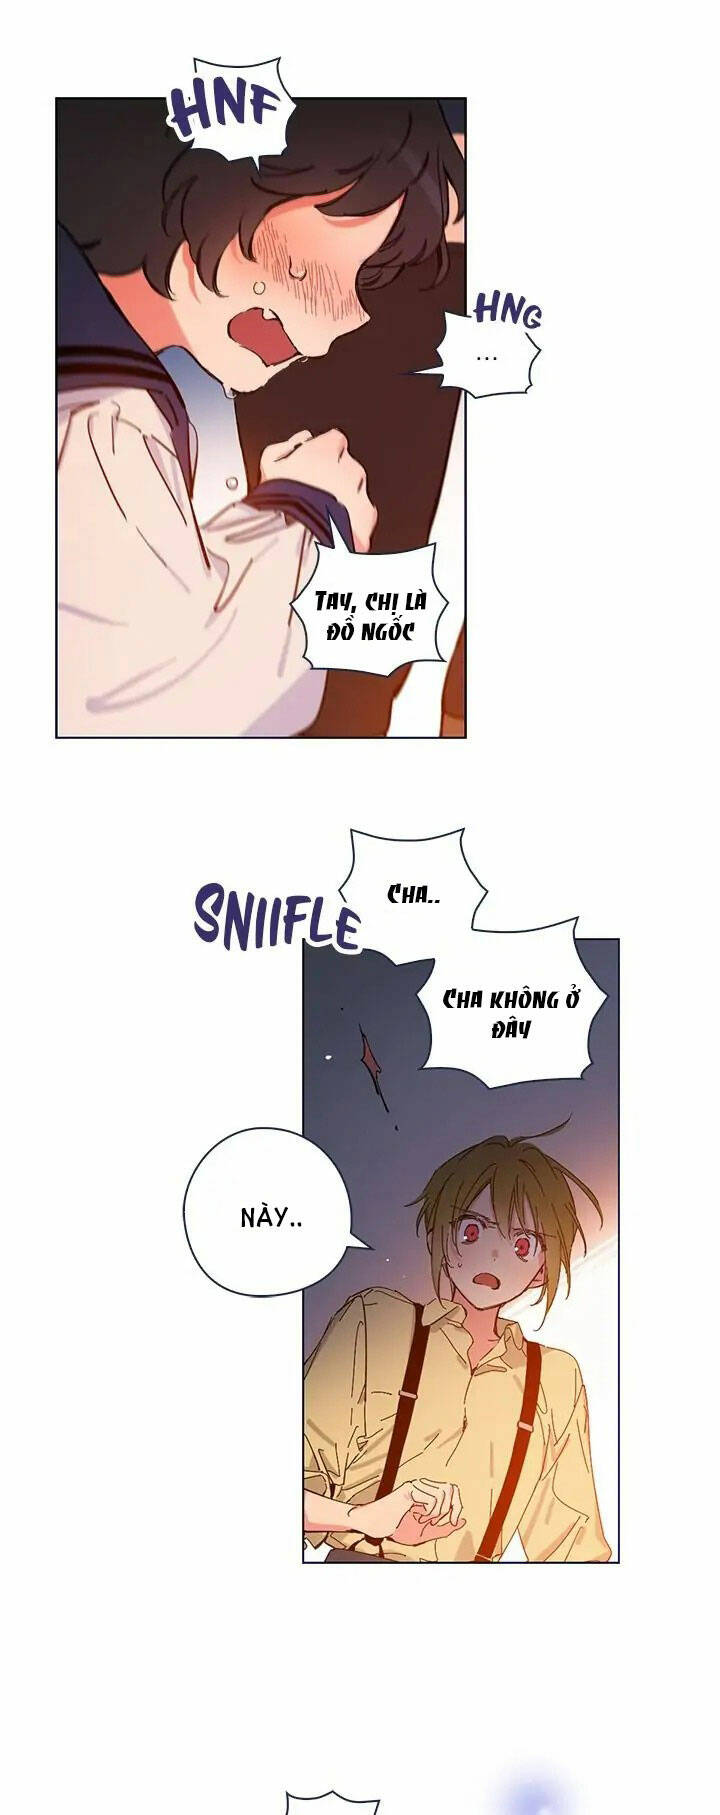 HNF
HNG
...
TAY, CHỊ LÀ
ĐỒ NGỐC
CHA..
SNIIFLE
CHA KHÔNG Ở
ĐÂY
NÀY..